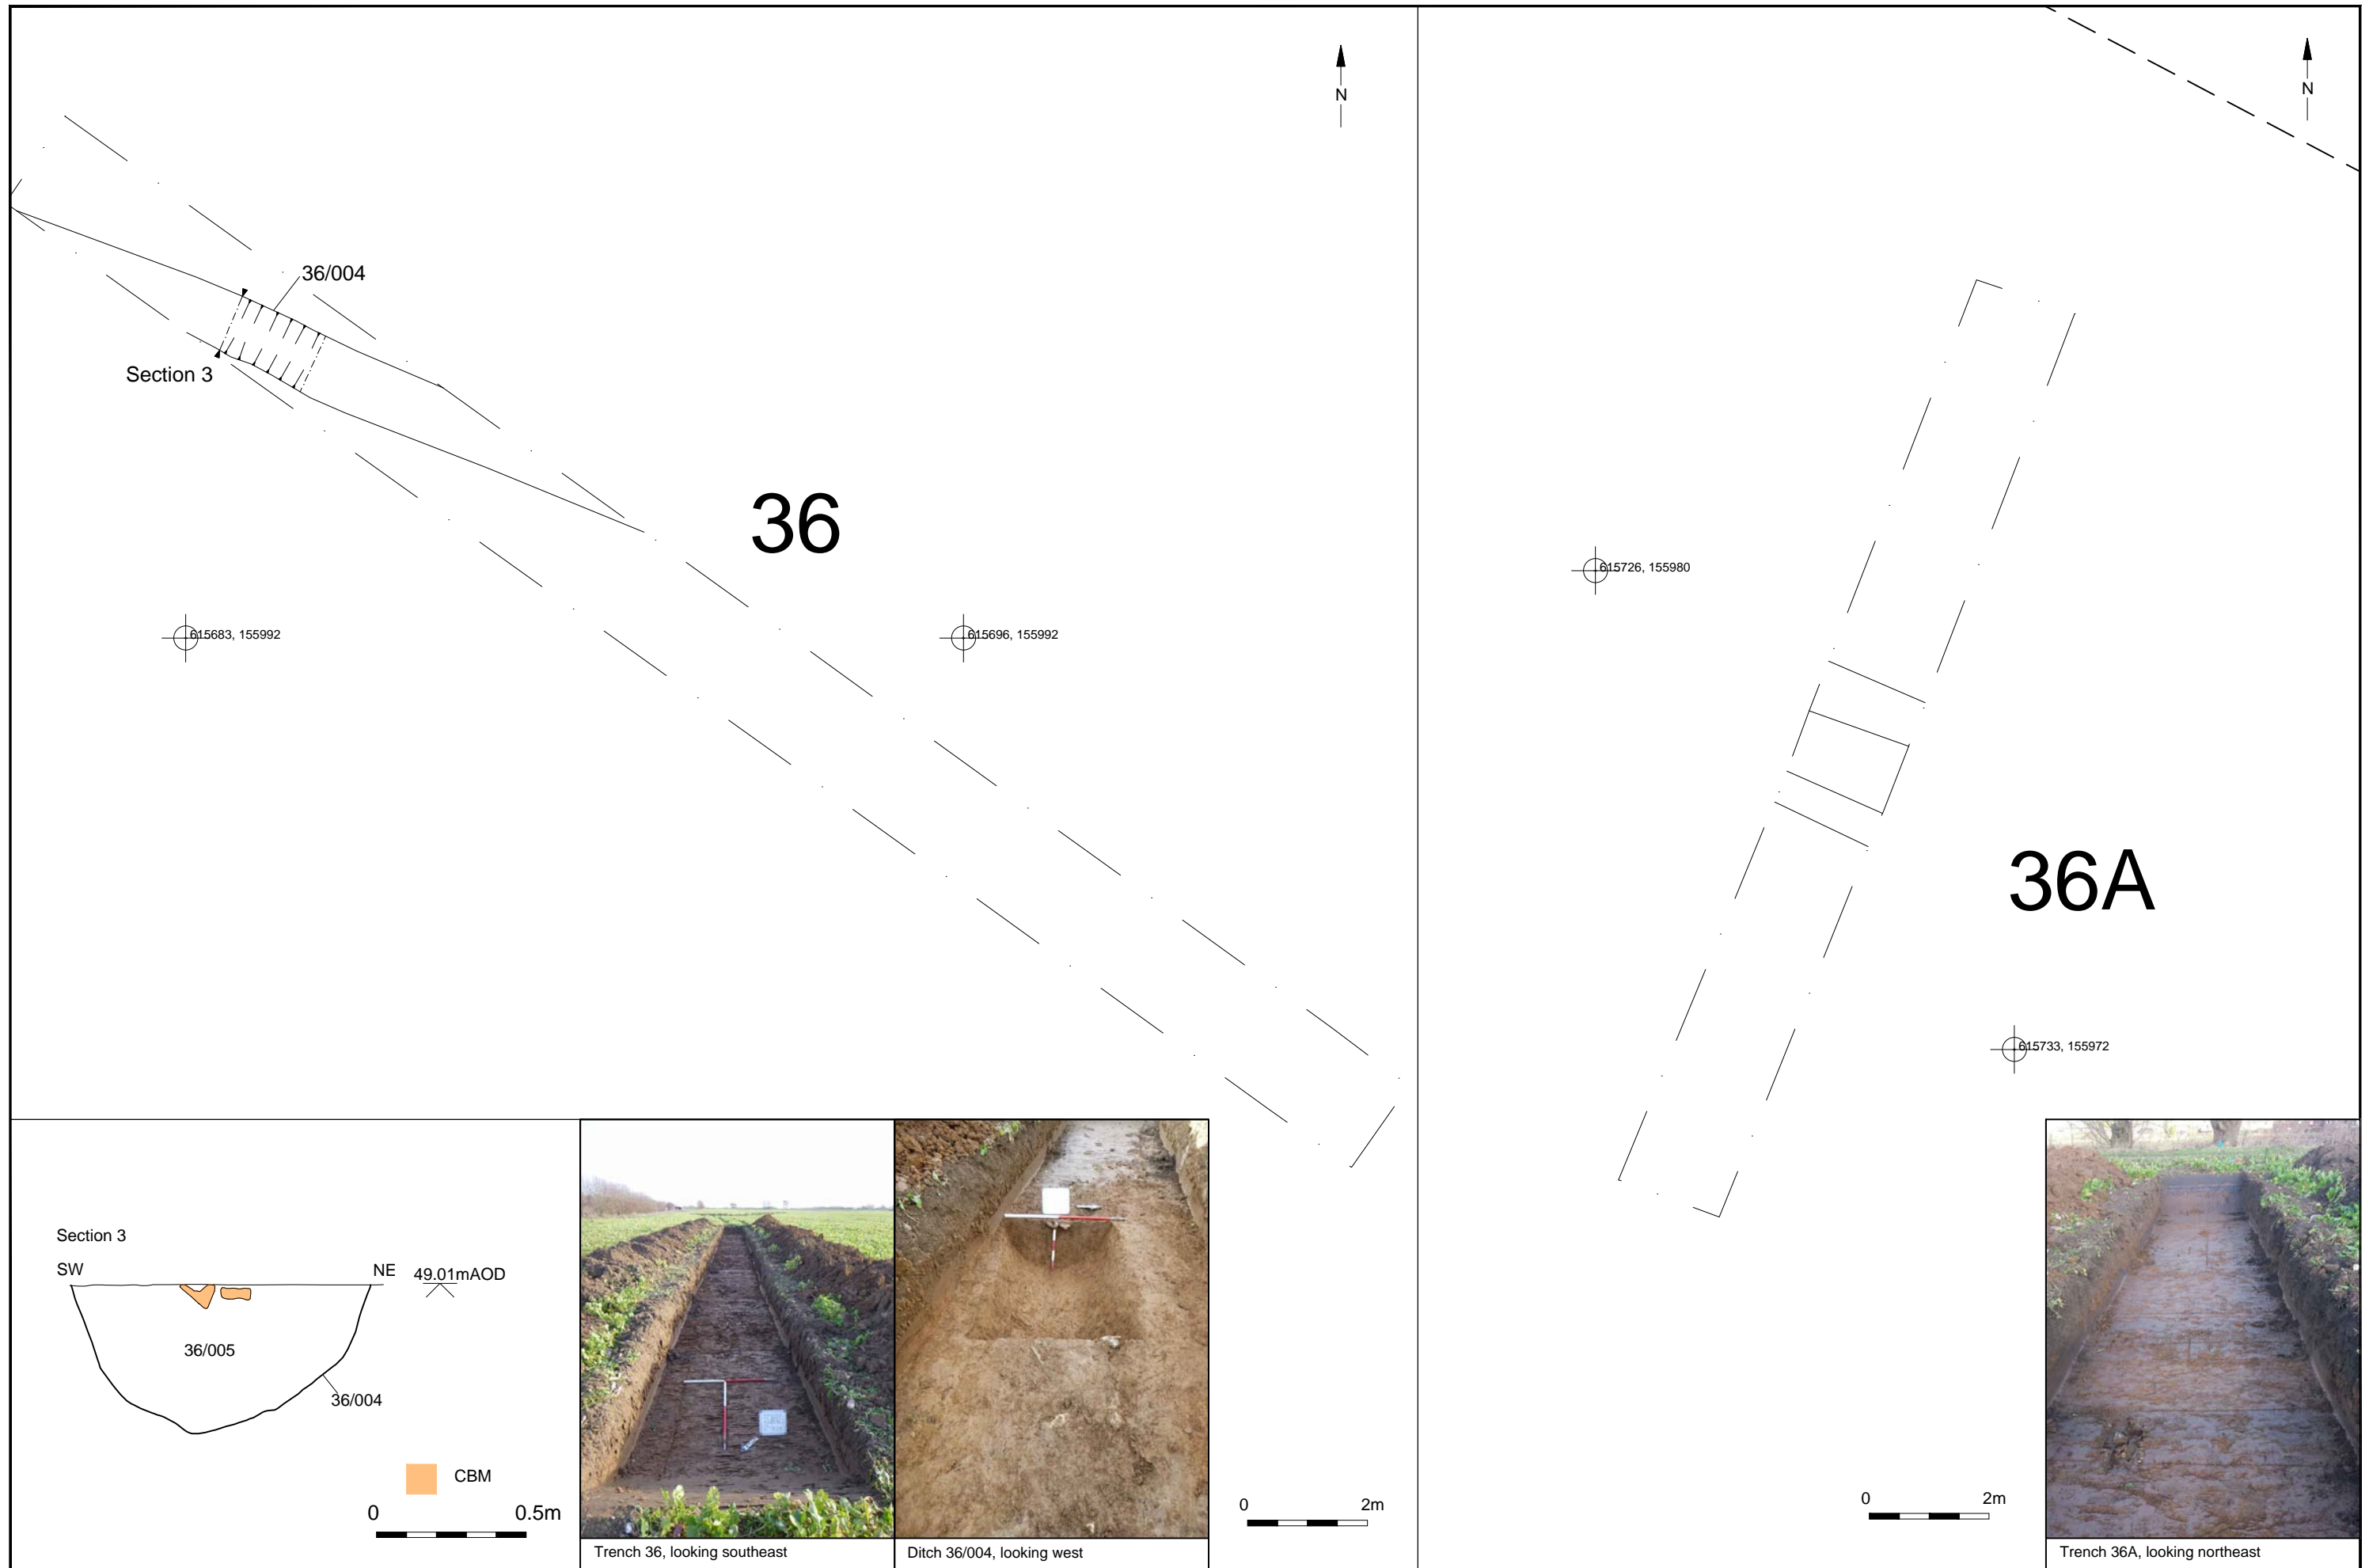 N
N
36/004
Section 3
36
615683, 155992
615696, 155992
615726, 155980
36A
615733, 155972
Section 3
SW
NE
49.01mAOD
36/005
36/004
CBM
0
0.5m
Trench 36, looking southeast
Ditch 36/004, looking west
0
2m
0
2m
Trench 36A, looking northeast